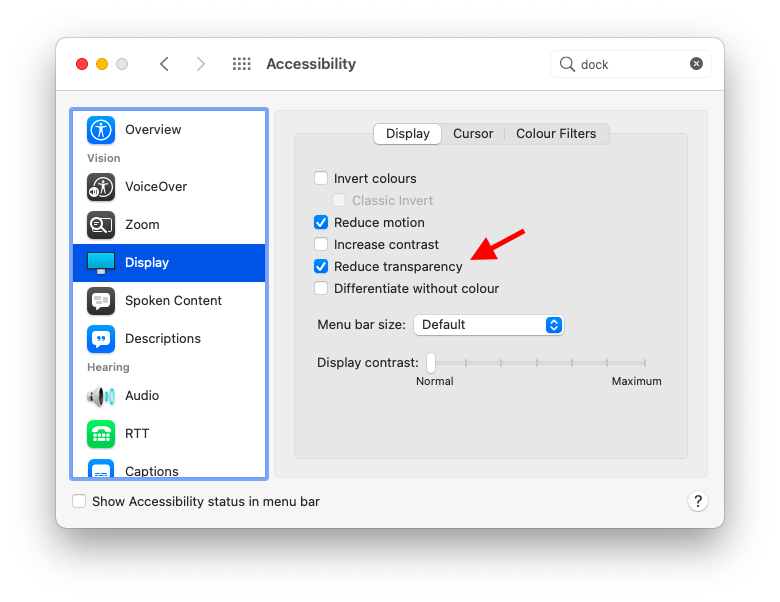 Accessibility
dock
Overview
Vision
VoiceOver
Zoom
Display
Spoken Content
Descriptions
Hearing
Audio
RTT
Captions
Display Cursor Colour Filters
Invert colours
Classic Invert
Reduce motion
Increase contrast
Reduce transparency
Differentiate without colour
Menu bar size: Default
Display contrast:
Normal Maximum
Show Accessibility status in menu bar
?